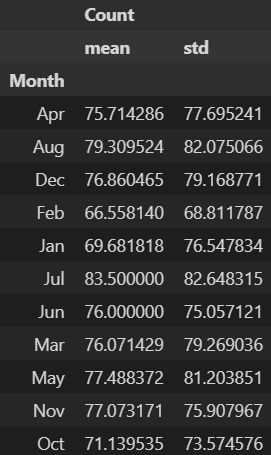 Count
mean std
Month
Apr 75.714286 77.695241
Aug 79.309524 82.075066
Dec 76.860465 79.168771
Feb 66.558140 68.811787
Jan 69.681818 76.547834
Jul 83.500000 82.648315
Jun 76.000000 75.057121
Mar 76.071429 79.269036
May 77.488372 81.203851
Nov 77.073171 75.907967
Oct 71.139535 73.574576